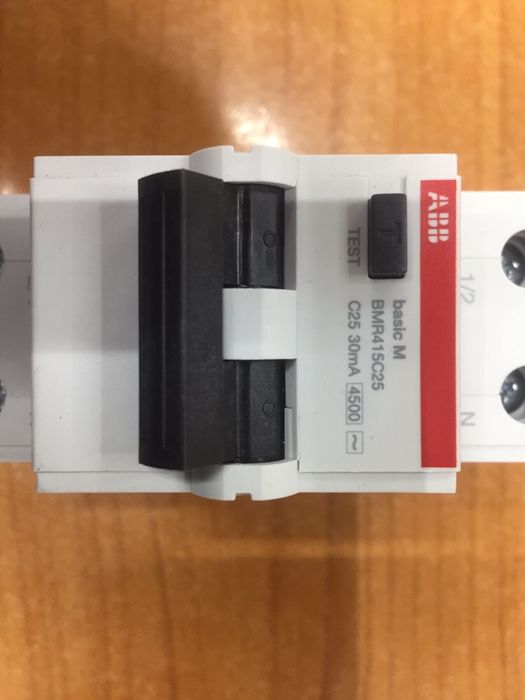 ABB
1/2
N
T
TEST
basic M
BMR415C25
C25 30mA 4500 ~